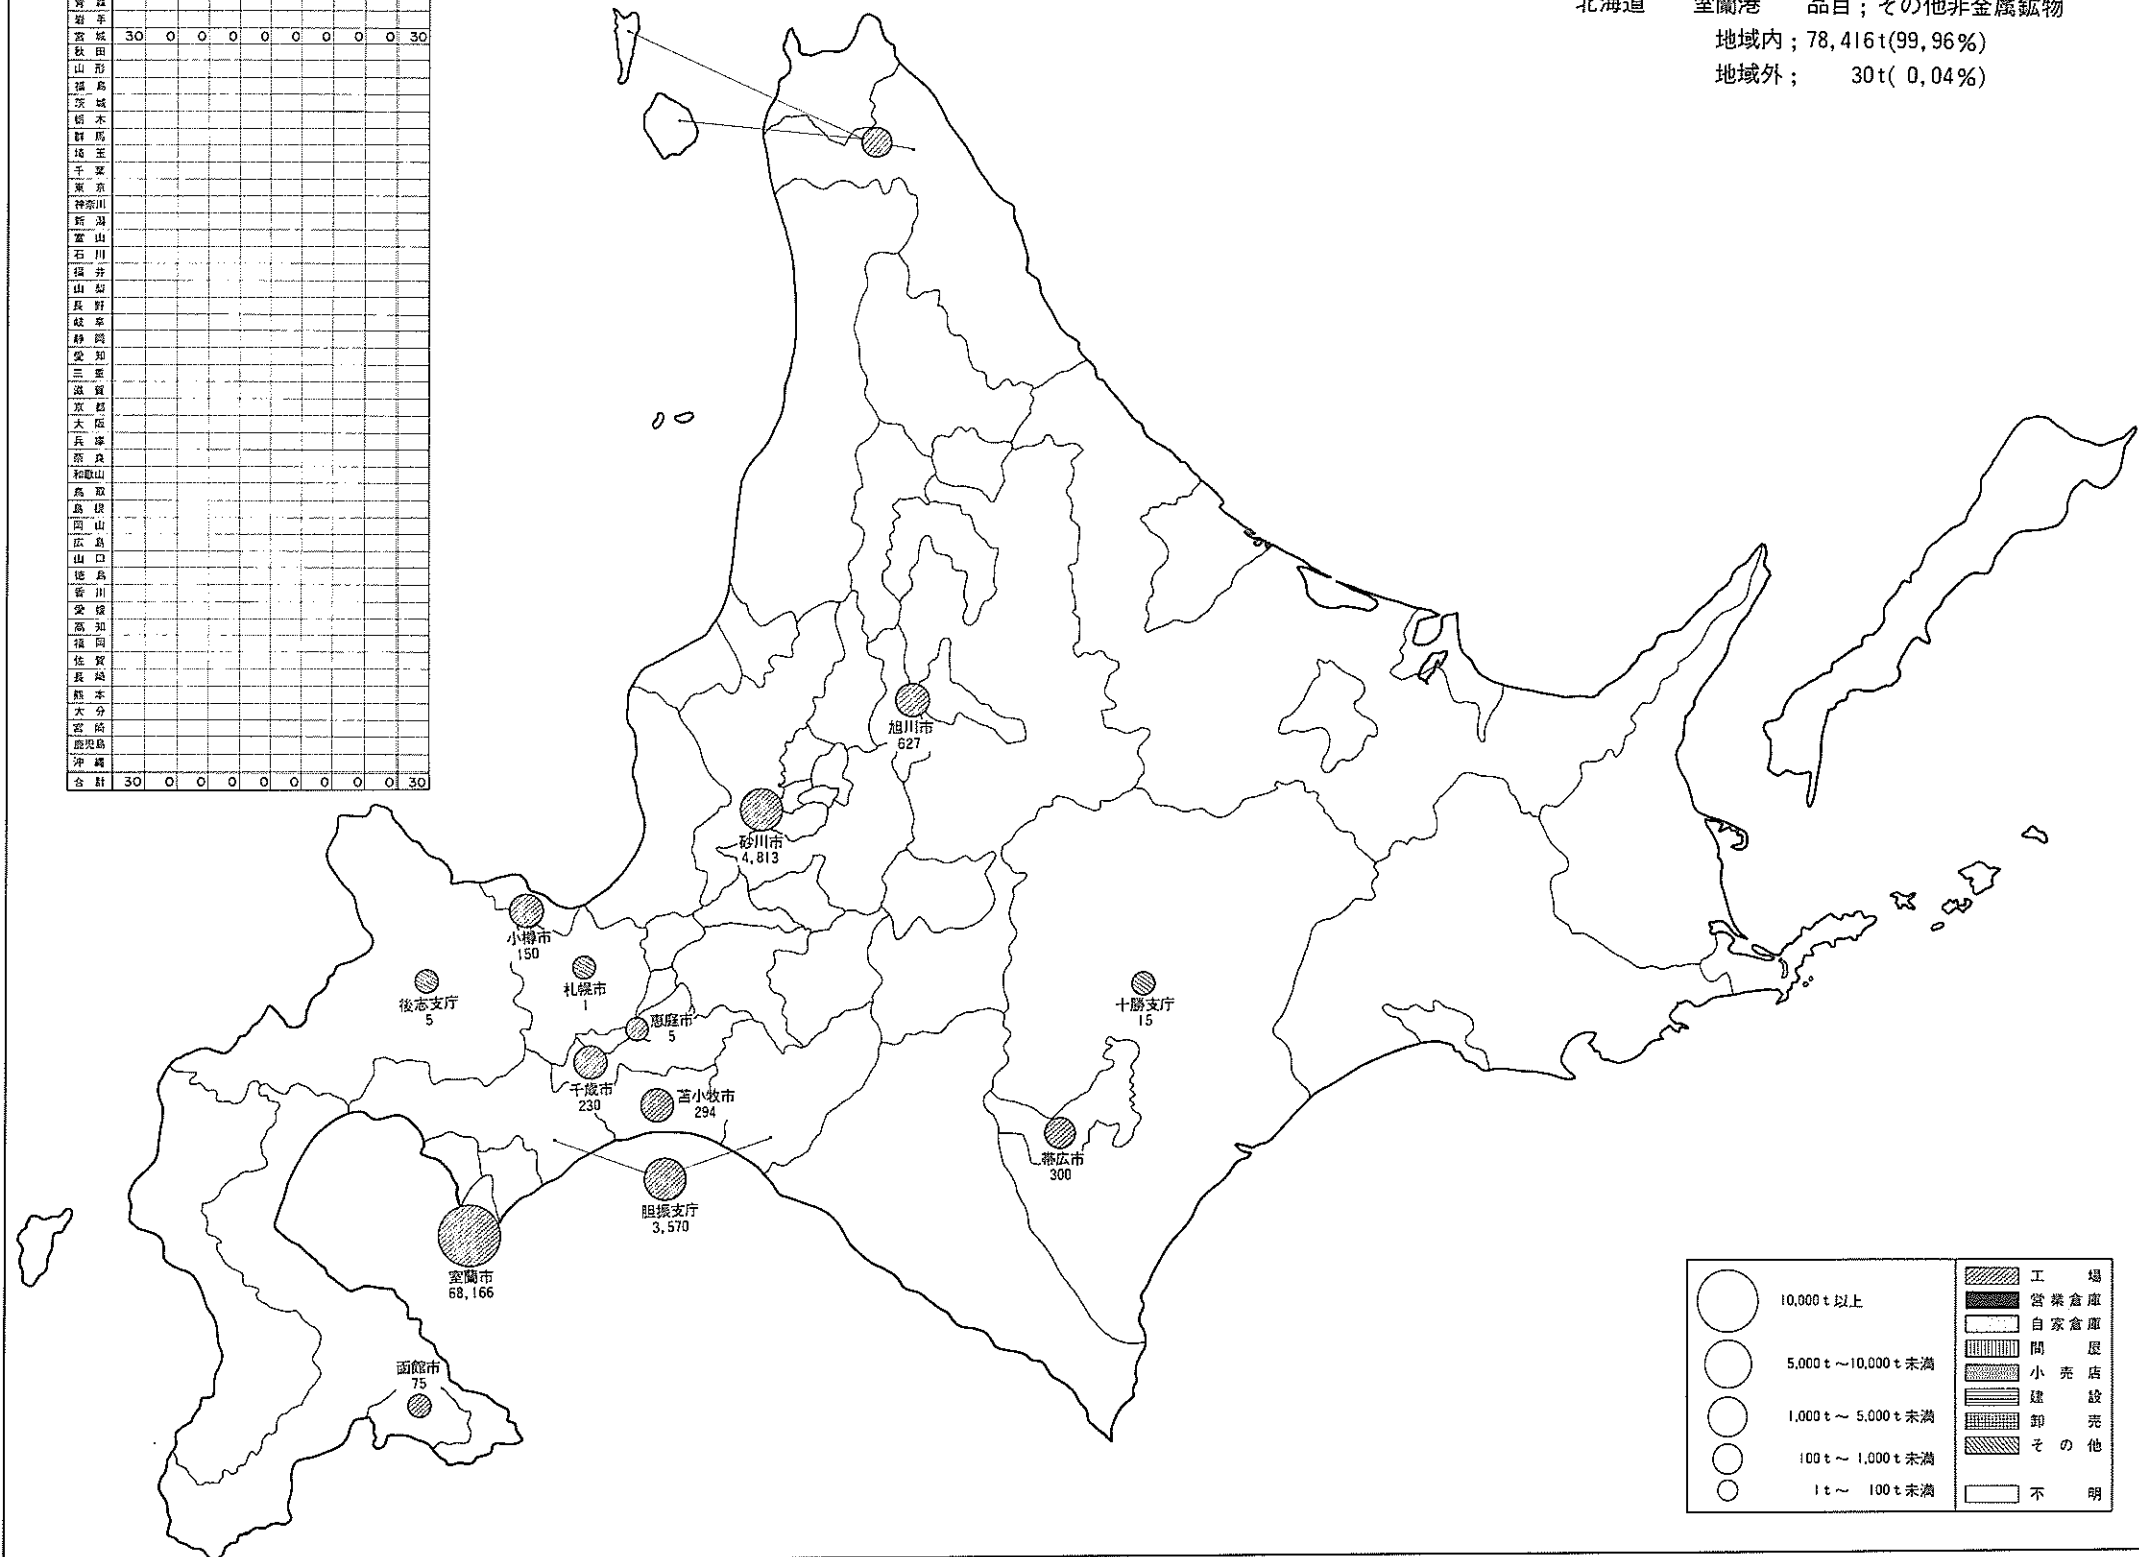 岩手
宮城 30 0 0 0 0 0 0 0 0 30
秋田
山形
福島
茨城
栃木
群馬
埼玉
千葉
東京
神奈川
新潟
富山
石川
福井
山梨
長野
岐阜
静岡
愛知
三重
滋賀
京都
大阪
兵庫
奈良
和歌山
鳥取
島根
岡山
広島
山口
徳島
香川
愛媛
高知
福岡
佐賀
長崎
熊本
大分
宮崎
鹿児島
沖縄
合計 30 0 0 0 0 0 0 0 0 30
北海道 室蘭港 品目;その他非金属鉱物
地域内;78,416t(99,96%)
地域外; 30t( 0,04%)
旭川市
627
砂川市
4,813
小樽市
150
後志支庁
5
札幌市
1
恵庭市
5
千歳市
230
苫小牧市
294
胆振支庁
3,570
室蘭市
68,166
函館市
75
十勝支庁
15
帯広市
300
10,000t以上
5,000t~10,000t未満
1,000t~ 5,000t未満
100t~ 1,000t未満
1t~ 100t未満
工場
営業倉庫
自家倉庫
問屋
小売店
建設
卸売
その他
不明